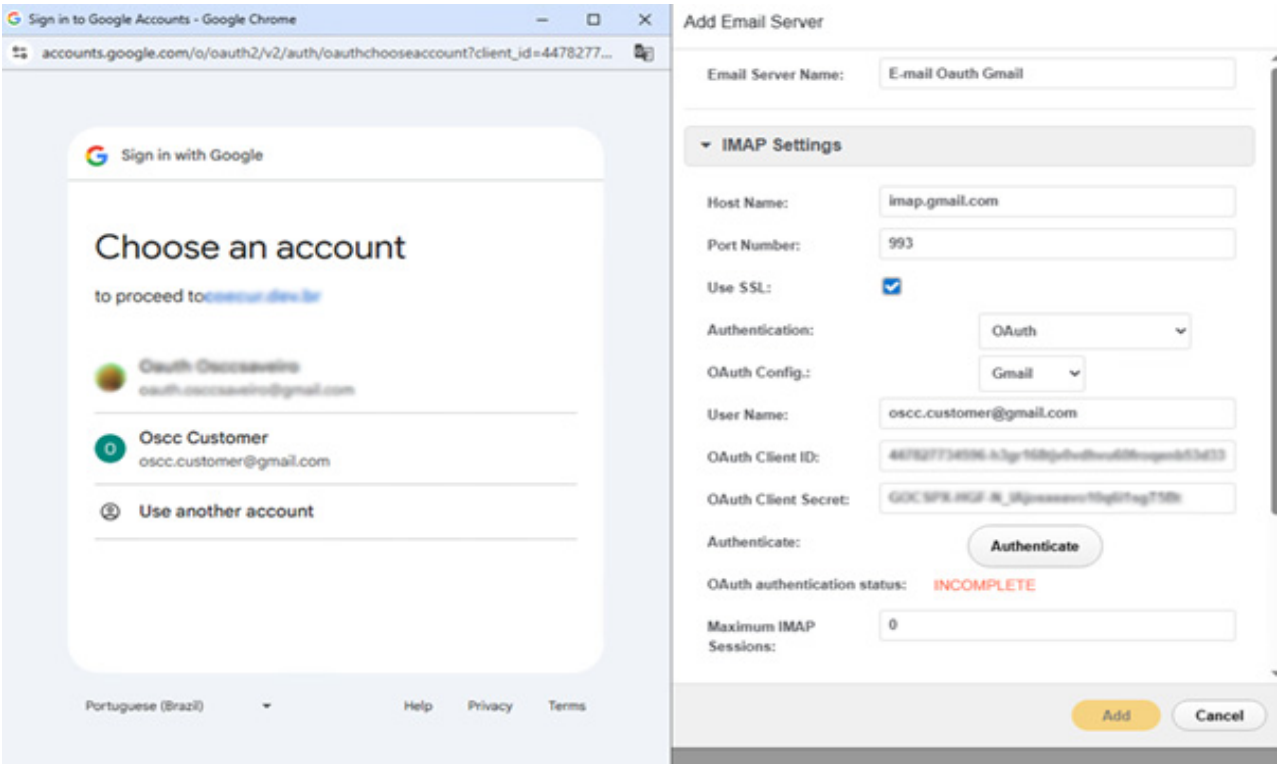 Sign in to Google Accounts - Google Chrome
accounts.google.com/o/oauth2/v2/auth/oauthchooseaccount?client_id=4478277...
Sign in with Google
Choose an account
to proceed to
Oscc Customer
oscc.customer@gmail.com
Use another account
Portuguese (Brazil)
Help Privacy Terms
Add Email Server
Email Server Name: E-mail Oauth Gmail
IMAP Settings
Host Name: imap.gmail.com
Port Number: 993
Use SSL:
Authentication: OAuth
OAuth Config.: Gmail
User Name: oscc.customer@gmail.com
OAuth Client ID:
OAuth Client Secret:
Authenticate: Authenticate
OAuth authentication status: INCOMPLETE
Maximum IMAP 0
Sessions:
Add Cancel